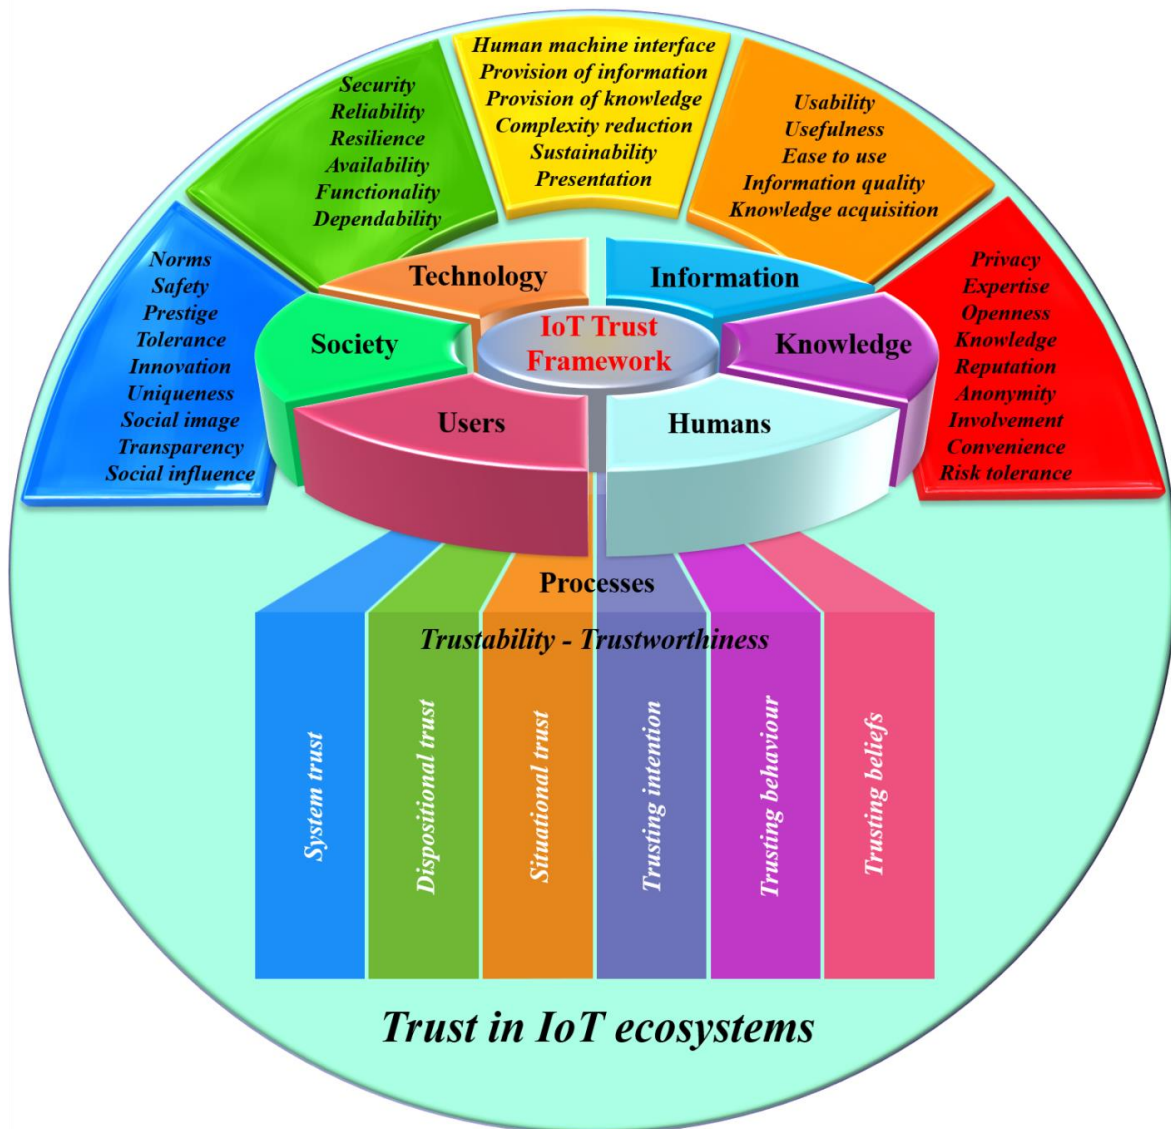 Human machine interface
Provision of information
Provision of knowledge
Complexity reduction
Sustainability
Presentation
Security
Reliability
Resilience
Availability
Functionality
Dependability
Usability
Usefulness
Ease to use
Information quality
Knowledge acquisition
Norms
Safety
Prestige
Tolerance
Innovation
Uniqueness
Social image
Transparency
Social influence
Privacy
Expertise
Openness
Knowledge
Reputation
Anonymity
Involvement
Convenience
Risk tolerance
Technology
Information
Society
IoT Trust
Framework
Knowledge
Users
Humans
Processes
Trustability - Trustworthiness
System trust
Dispositional trust
Situational trust
Trusting intention
Trusting behaviour
Trusting beliefs
Trust in IoT ecosystems